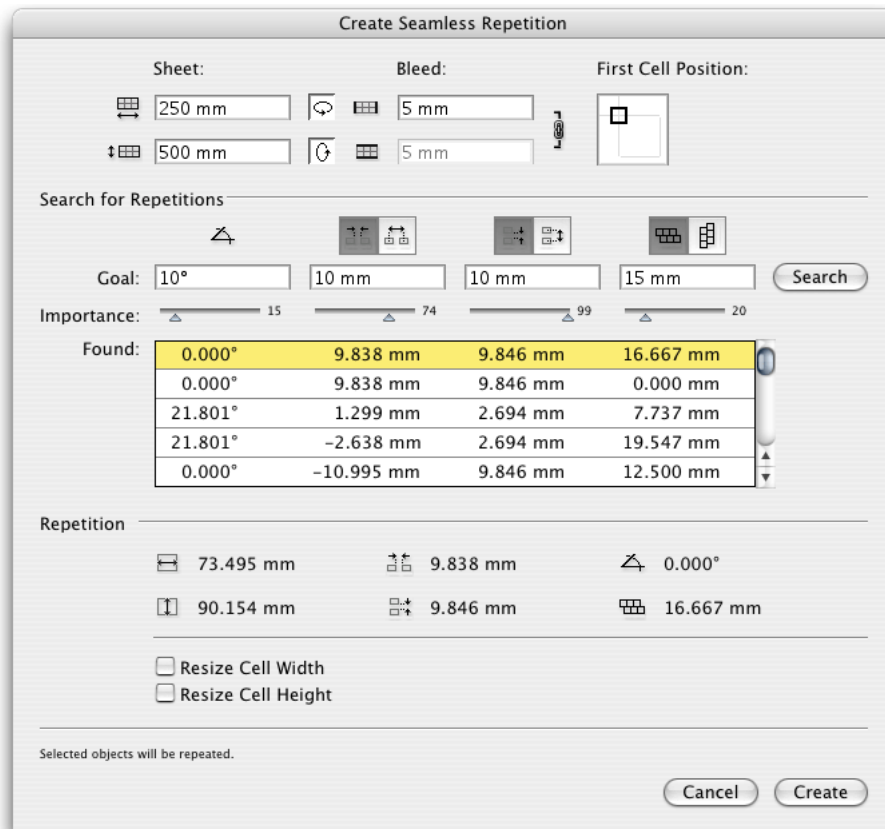 Create Seamless Repetition
Sheet: Bleed: First Cell Position:
250 mm 5 mm
500 mm 5 mm
Search for Repetitions
Goal: 10° 10 mm 10 mm 15 mm Search
Importance: 15 74 99 20
Found: 0.000° 9.838 mm 9.846 mm 16.667 mm
0.000° 9.838 mm 9.846 mm 0.000 mm
21.801° 1.299 mm 2.694 mm 7.737 mm
21.801° -2.638 mm 2.694 mm 19.547 mm
0.000° -10.995 mm 9.846 mm 12.500 mm
Repetition
73.495 mm 9.838 mm 0.000°
90.154 mm 9.846 mm 16.667 mm
Resize Cell Width
Resize Cell Height
Selected objects will be repeated.
Cancel Create